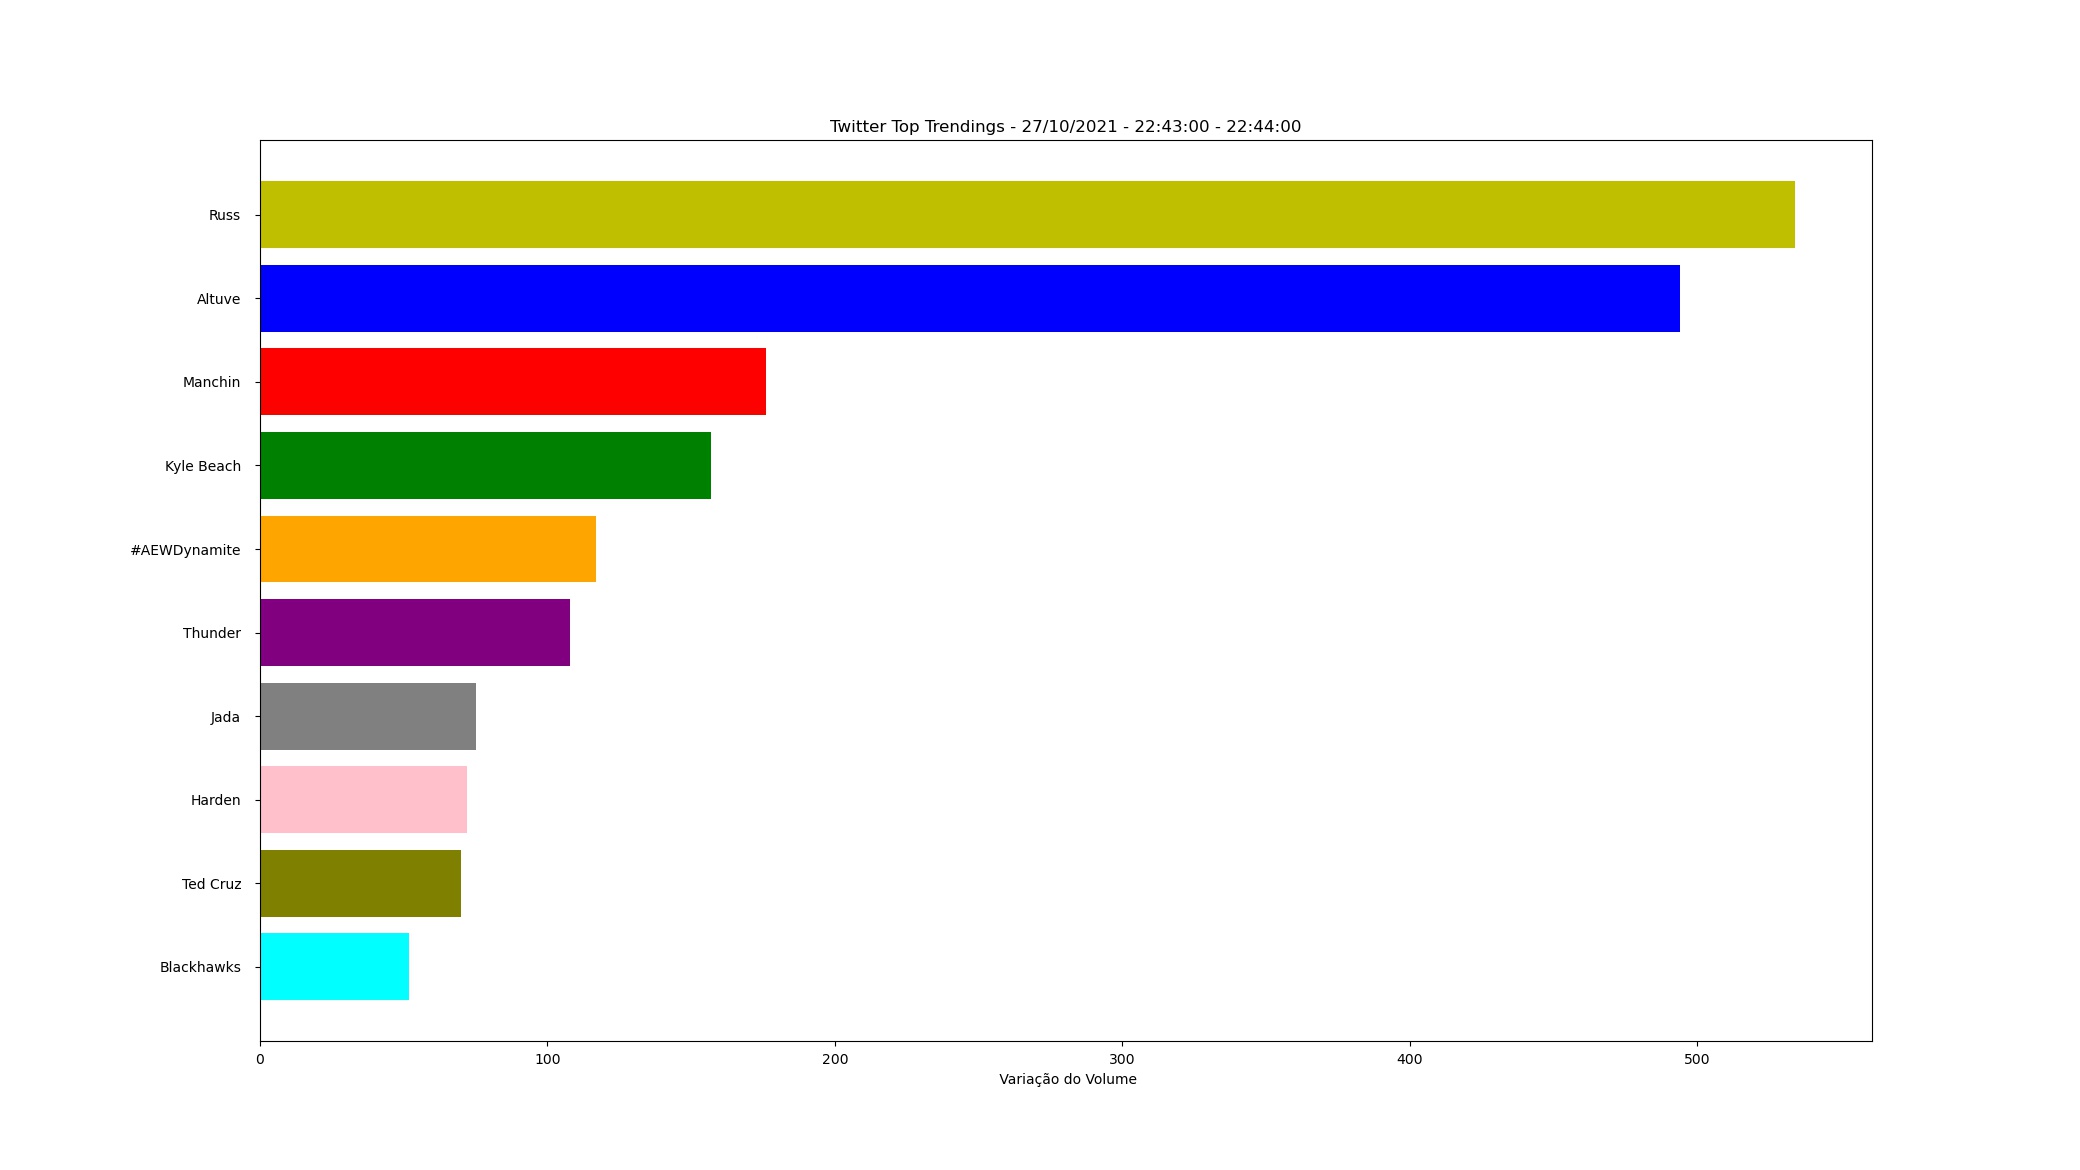 Twitter Top Trendings - 27/10/2021 - 22:43:00 - 22:44:00
Russ
Altuve
Manchin
Kyle Beach
#AEWDynamite
Thunder
Jada
Harden
Ted Cruz
Blackhawks
0 100 200 300 400 500
Variação do Volume